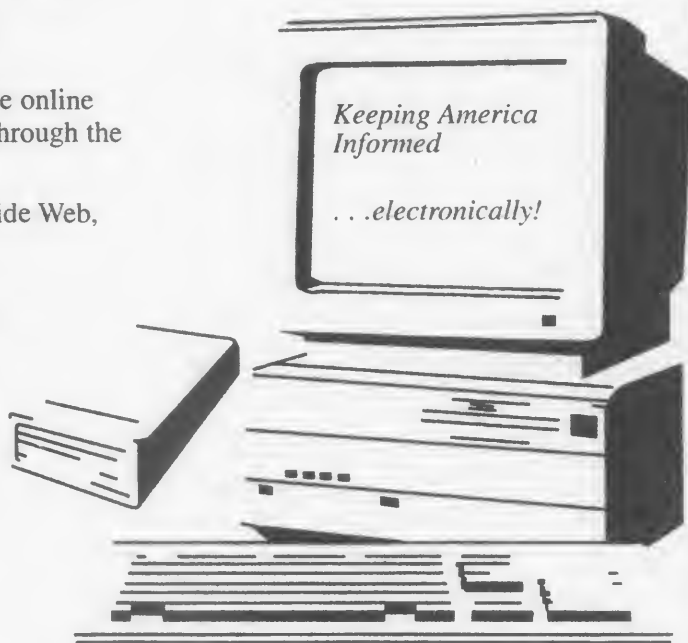 e online
hrough the
ide Web,
Keeping America
Informed
. . .electronically!